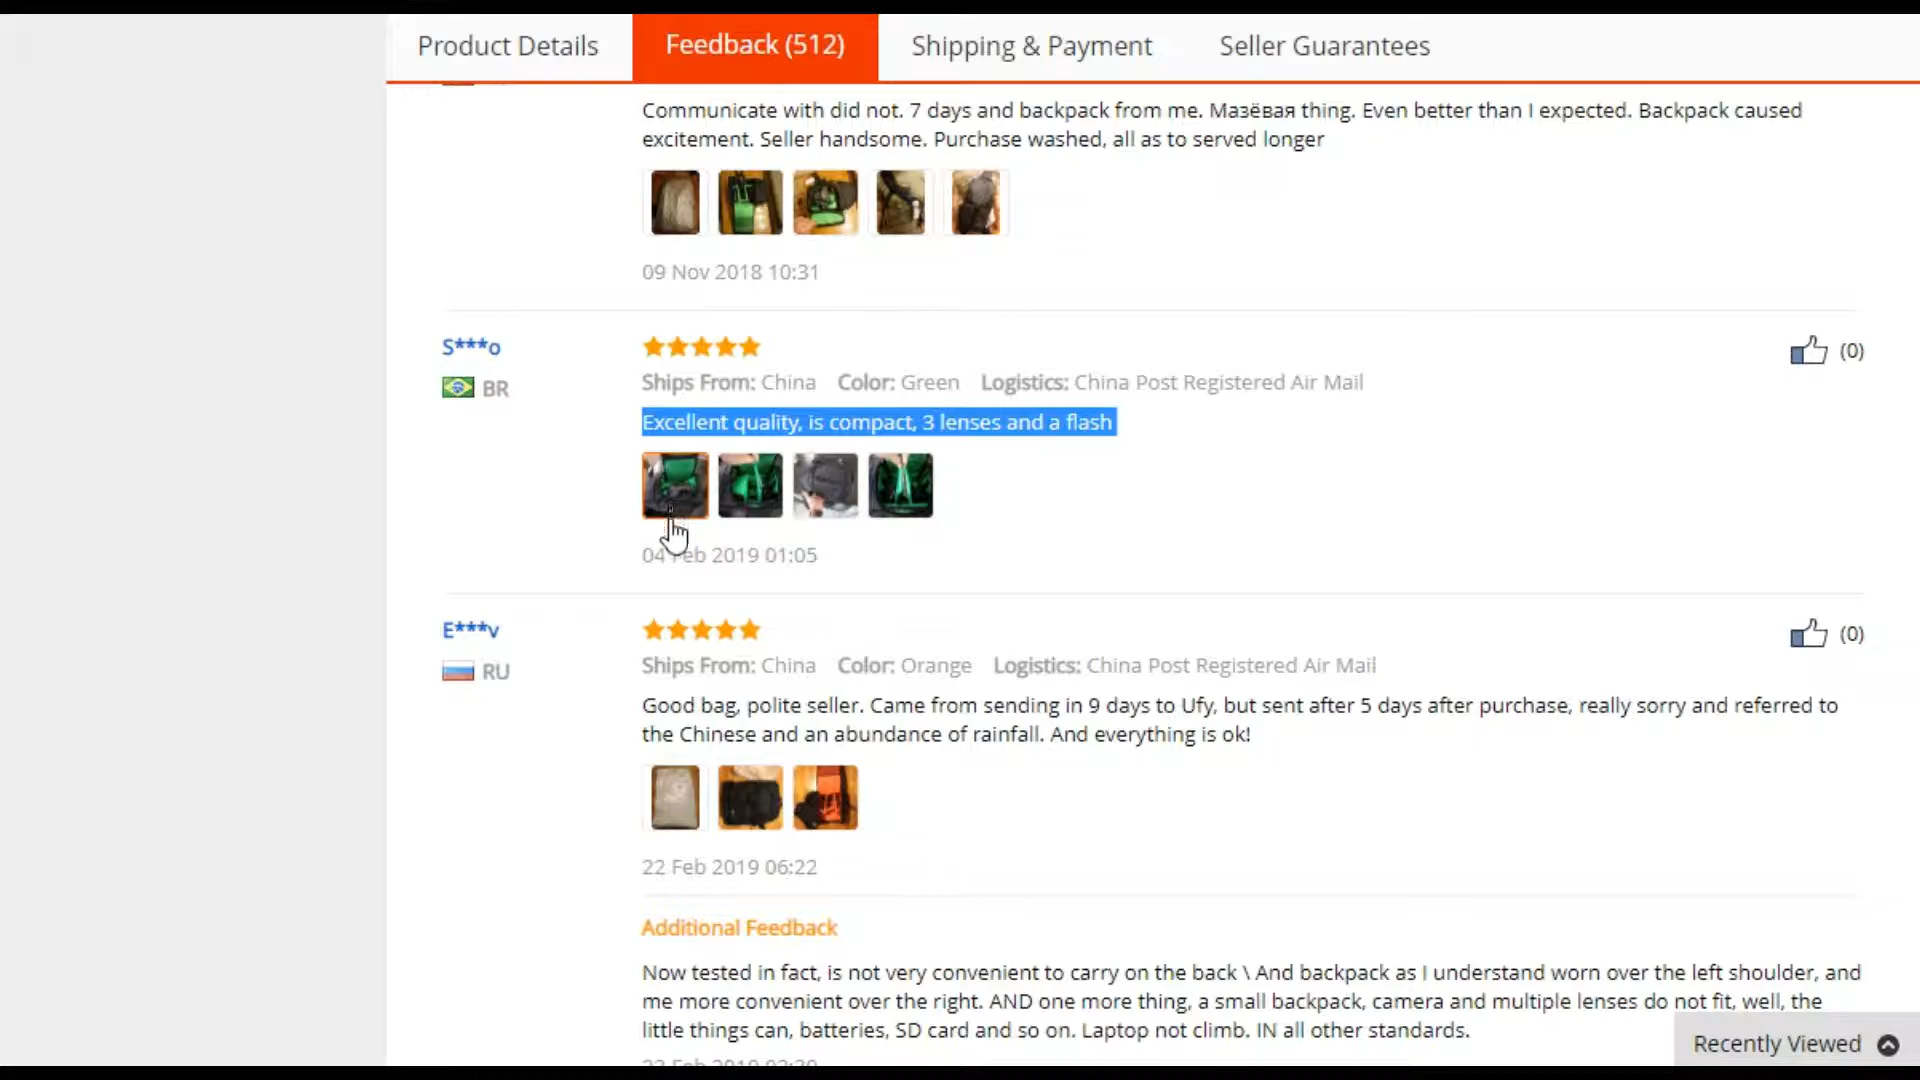 Product Details
Feedback (512)
Shipping & Payment
Seller Guarantees
Communicate with did not. 7 days and backpack from me. Мазёвая thing. Even better than I expected. Backpack caused
excitement. Seller handsome. Purchase washed, all as to served longer
09 Nov 2018 10:31
S***o
BR
Ships From: China Color: Green Logistics: China Post Registered Air Mail
(0)
Excellent quality, is compact, 3 lenses and a flash
04 Feb 2019 01:05
E***v
RU
Ships From: China Color: Orange Logistics: China Post Registered Air Mail
(0)
Good bag, polite seller. Came from sending in 9 days to Ufy, but sent after 5 days after purchase, really sorry and referred to
the Chinese and an abundance of rainfall. And everything is ok!
22 Feb 2019 06:22
Additional Feedback
Now tested in fact, is not very convenient to carry on the back \ And backpack as I understand worn over the left shoulder, and
me more convenient over the right. AND one more thing, a small backpack, camera and multiple lenses do not fit, well, the
little things can, batteries, SD card and so on. Laptop not climb. IN all other standards.
Recently Viewed